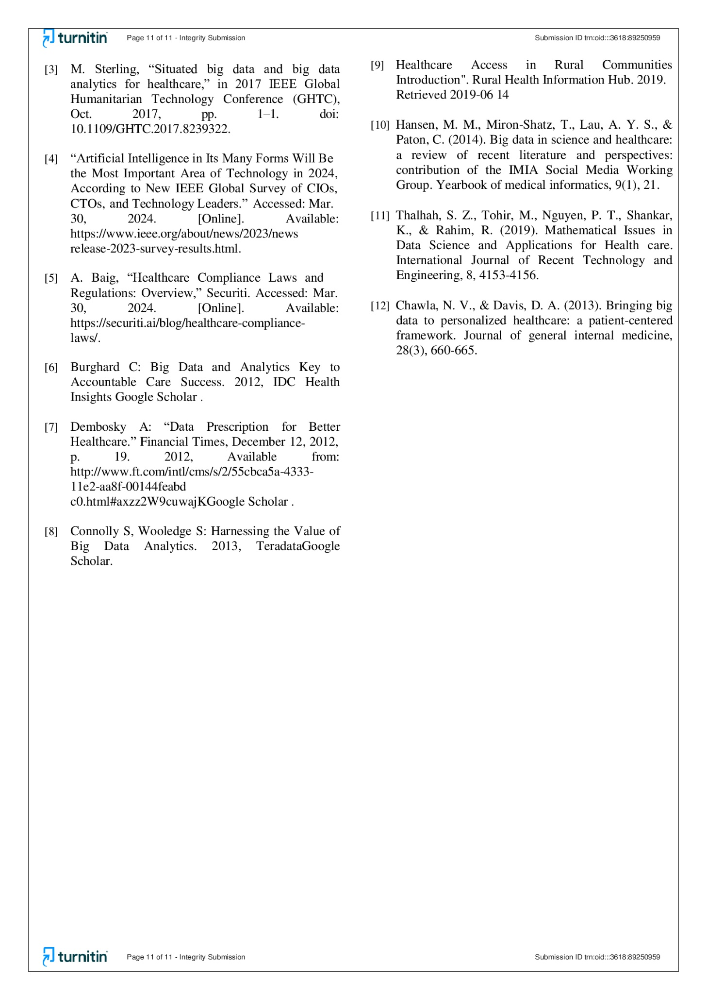 turnitin Page 11 of 11 - Integrity Submission Submission ID trn:oid:::3618:89250959
[3] M. Sterling, “Situated big data and big data
analytics for healthcare,” in 2017 IEEE Global
Humanitarian Technology Conference (GHTC),
Oct. 2017, pp. 1–1. doi:
10.1109/GHTC.2017.8239322.
[4] “Artificial Intelligence in Its Many Forms Will Be
the Most Important Area of Technology in 2024,
According to New IEEE Global Survey of CIOs,
CTOs, and Technology Leaders.” Accessed: Mar.
30, 2024. [Online]. Available:
https://www.ieee.org/about/news/2023/news
release-2023-survey-results.html.
[5] A. Baig, “Healthcare Compliance Laws and
Regulations: Overview,” Securiti. Accessed: Mar.
30, 2024. [Online]. Available:
https://securiti.ai/blog/healthcare-compliance-
laws/.
[6] Burghard C: Big Data and Analytics Key to
Accountable Care Success. 2012, IDC Health
Insights Google Scholar .
[7] Dembosky A: “Data Prescription for Better
Healthcare.” Financial Times, December 12, 2012,
p. 19. 2012, Available from:
http://www.ft.com/intl/cms/s/2/55cbca5a-4333-
11e2-aa8f-00144feabd
c0.html#axzz2W9cuwajKGoogle Scholar .
[8] Connolly S, Wooledge S: Harnessing the Value of
Big Data Analytics. 2013, TeradataGoogle
Scholar.
[9] Healthcare Access in Rural Communities
Introduction". Rural Health Information Hub. 2019.
Retrieved 2019-06 14
[10] Hansen, M. M., Miron-Shatz, T., Lau, A. Y. S., &
Paton, C. (2014). Big data in science and healthcare:
a review of recent literature and perspectives:
contribution of the IMIA Social Media Working
Group. Yearbook of medical informatics, 9(1), 21.
[11] Thalhah, S. Z., Tohir, M., Nguyen, P. T., Shankar,
K., & Rahim, R. (2019). Mathematical Issues in
Data Science and Applications for Health care.
International Journal of Recent Technology and
Engineering, 8, 4153-4156.
[12] Chawla, N. V., & Davis, D. A. (2013). Bringing big
data to personalized healthcare: a patient-centered
framework. Journal of general internal medicine,
28(3), 660-665.
turnitin Page 11 of 11 - Integrity Submission Submission ID trn:oid:::3618:89250959